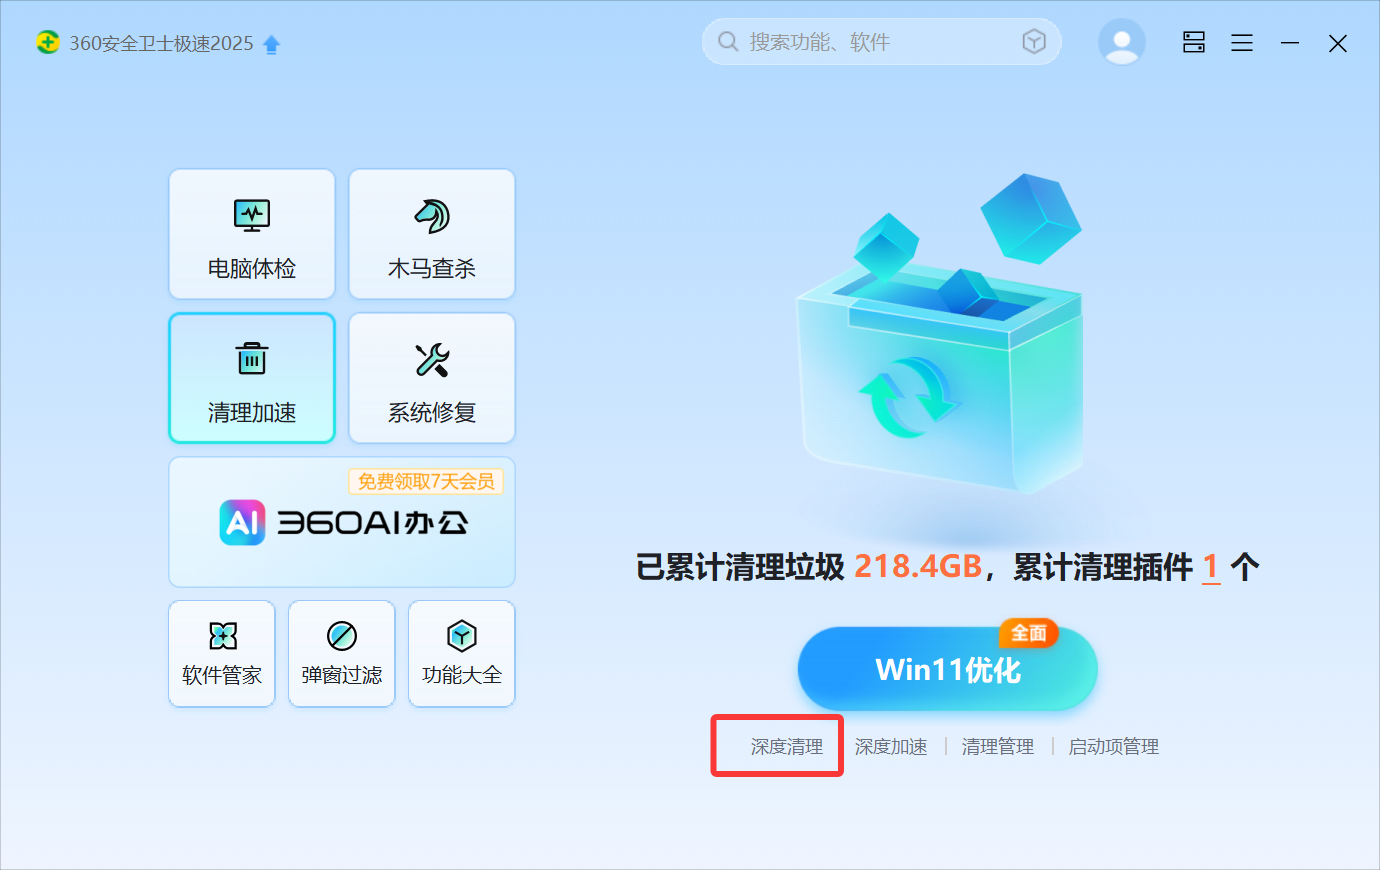 360安全卫士极速2025
搜索功能、软件
电脑体检
木马查杀
清理加速
系统修复
免费领取7天会员
AI 360AI办公
软件管家
弹窗过滤
功能大全
已累计清理垃圾 218.4GB，累计清理插件 1 个
全面
Win11优化
深度清理 深度加速 | 清理管理 | 启动项管理